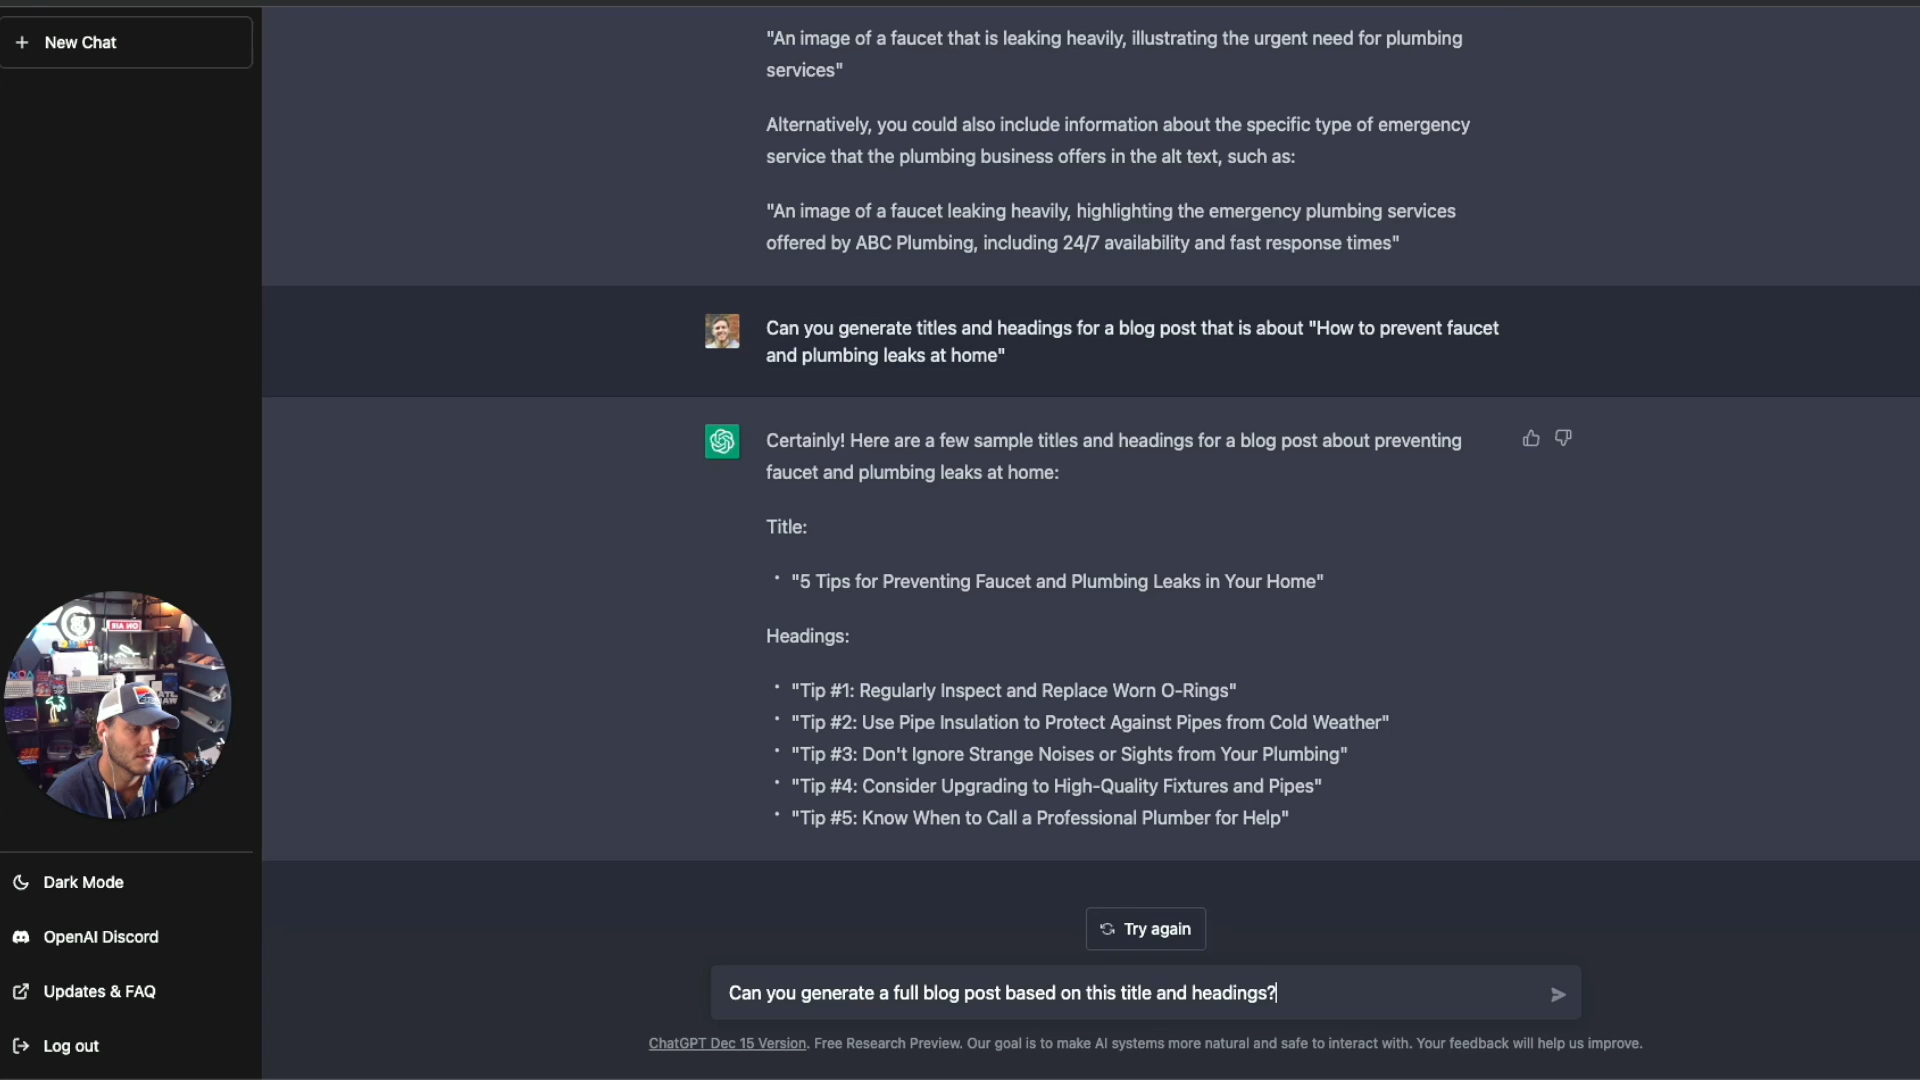 New Chat
"An image of a faucet that is leaking heavily, illustrating the urgent need for plumbing
services"
Alternatively, you could also include information about the specific type of emergency
service that the plumbing business offers in the alt text, such as:
"An image of a faucet leaking heavily, highlighting the emergency plumbing services
offered by ABC Plumbing, including 24/7 availability and fast response times"
Can you generate titles and headings for a blog post that is about "How to prevent faucet
and plumbing leaks at home"
Certainly! Here are a few sample titles and headings for a blog post about preventing
faucet and plumbing leaks at home:
Title:
• "5 Tips for Preventing Faucet and Plumbing Leaks in Your Home"
Headings:
• "Tip #1: Regularly Inspect and Replace Worn O-Rings"
• "Tip #2: Use Pipe Insulation to Protect Against Pipes from Cold Weather"
• "Tip #3: Don't Ignore Strange Noises or Sights from Your Plumbing"
• "Tip #4: Consider Upgrading to High-Quality Fixtures and Pipes"
• "Tip #5: Know When to Call a Professional Plumber for Help"
Dark Mode
OpenAI Discord
Updates & FAQ
Log out
Try again
Can you generate a full blog post based on this title and headings?
ChatGPT Dec 15 Version. Free Research Preview. Our goal is to make AI systems more natural and safe to interact with. Your feedback will help us improve.